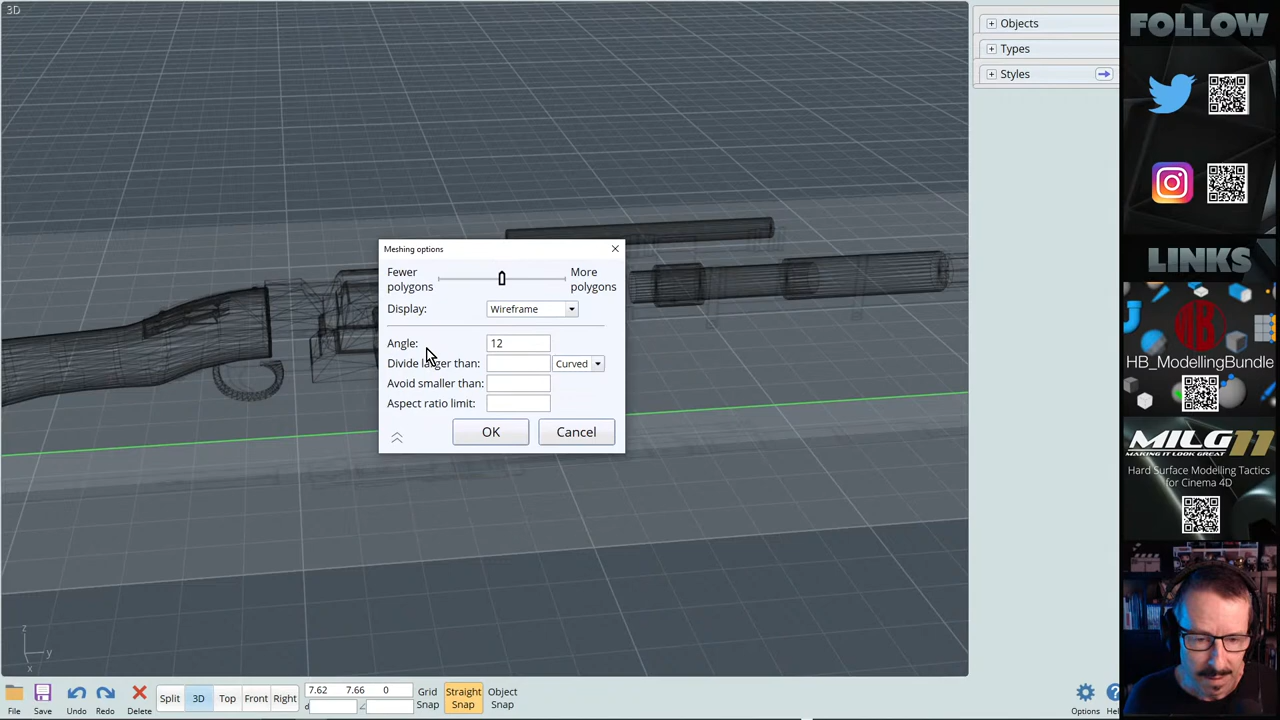 3D
Objects
Types
Styles
Meshing options
Fewer
polygons
More
polygons
Display:
Wireframe
Angle:
12
Divide larger than:
Curved
Avoid smaller than:
Aspect ratio limit:
OK
Cancel
z
y
x
File
Save
Undo
Redo
Delete
Split
3D
Top
Front
Right
7.62
7.66
0
d
Grid
Snap
Straight
Snap
Object
Snap
Options
Hel
FOLLOW
LINKS
HB
HB_ModellingBundle
MILG11
MAKING IT LOOK GREAT
Hard Surface Modelling Tactics
for Cinema 4D